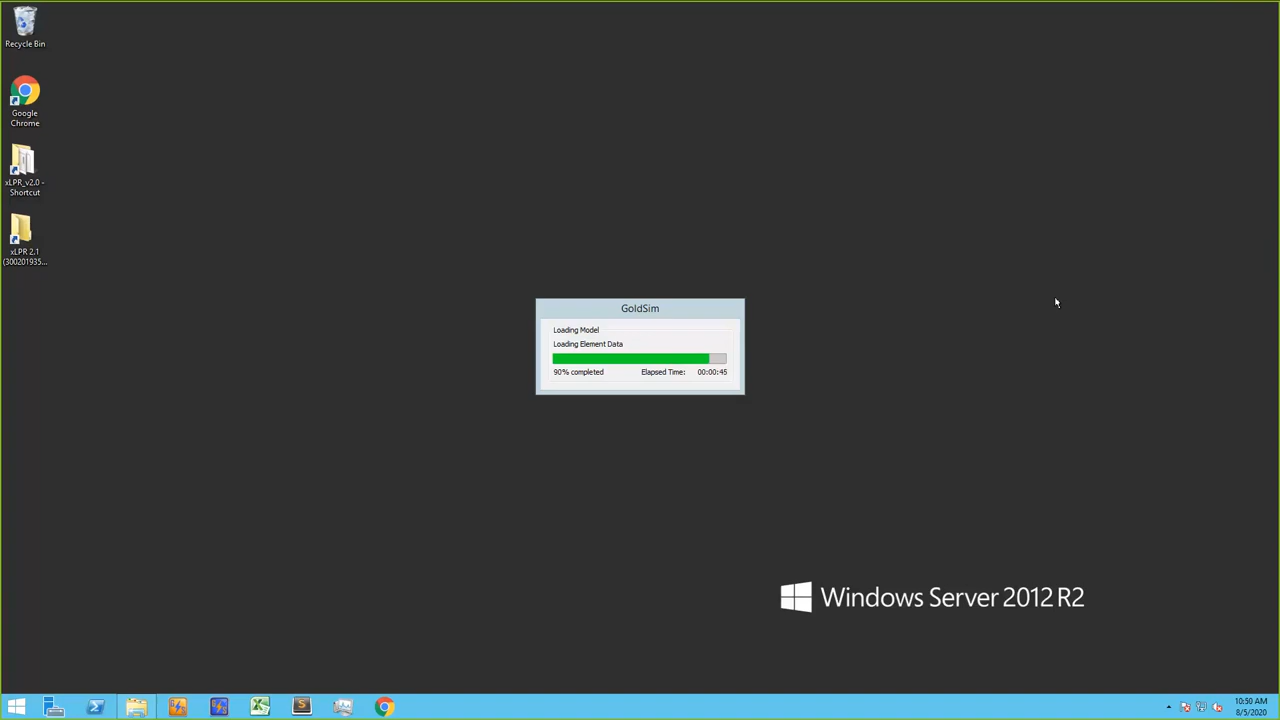 Recycle Bin
Google
Chrome
xLPR_v2.0 -
Shortcut
xLPR 2.1
(300201935...
GoldSim
Loading Model
Loading Element Data
90% completed Elapsed Time: 00:00:45
Windows Server 2012 R2
10:50 AM
8/5/2020